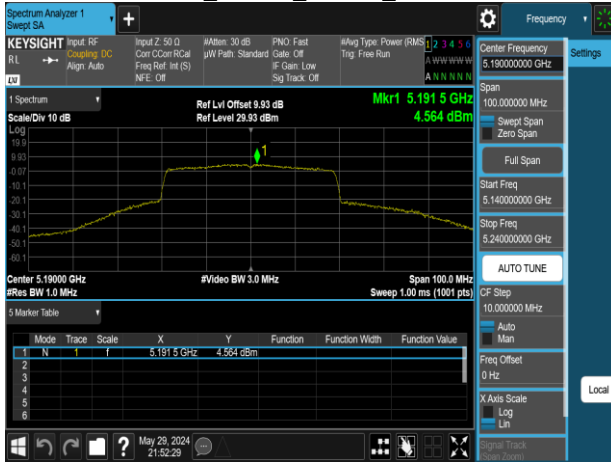 Spectrum Analyzer 1
Swept SA
+
Frequency
KEYSIGHT
RL
LXI
Input: RF
Coupling: DC
Align: Auto
Input Z: 50 Ω
Corr CCorr RCal
Freq Ref: Int (S)
NFE: Off
#Atten: 30 dB
µW Path: Standard
PNO: Fast
Gate: Off
IF Gain: Low
Sig Track: Off
#Avg Type: Power (RMS
Trig: Free Run
1 2 3 4 5 6
A W W W W W
A N N N N N
1 Spectrum
Scale/Div 10 dB
Ref Lvl Offset 9.93 dB
Ref Level 29.93 dBm
Mkr1 5.191 5 GHz
4.564 dBm
Log
19.9
9.93
-0.07
-10.1
-20.1
-30.1
-40.1
-50.1
-60.1
1
Center 5.19000 GHz
#Res BW 1.0 MHz
#Video BW 3.0 MHz
Span 100.0 MHz
Sweep 1.00 ms (1001 pts)
5 Marker Table
Mode Trace Scale X Y Function Function Width Function Value
1 N 1 f 5.191 5 GHz 4.564 dBm
2
3
4
5
6
Center Frequency
5.190000000 GHz
Span
100.000000 MHz
Swept Span
Zero Span
Full Span
Start Freq
5.140000000 GHz
Stop Freq
5.240000000 GHz
AUTO TUNE
CF Step
10.000000 MHz
Auto
Man
Freq Offset
0 Hz
X Axis Scale
Log
Lin
Signal Track
(Span Zoom)
Settings
Local
?
May 29, 2024
21:52:29